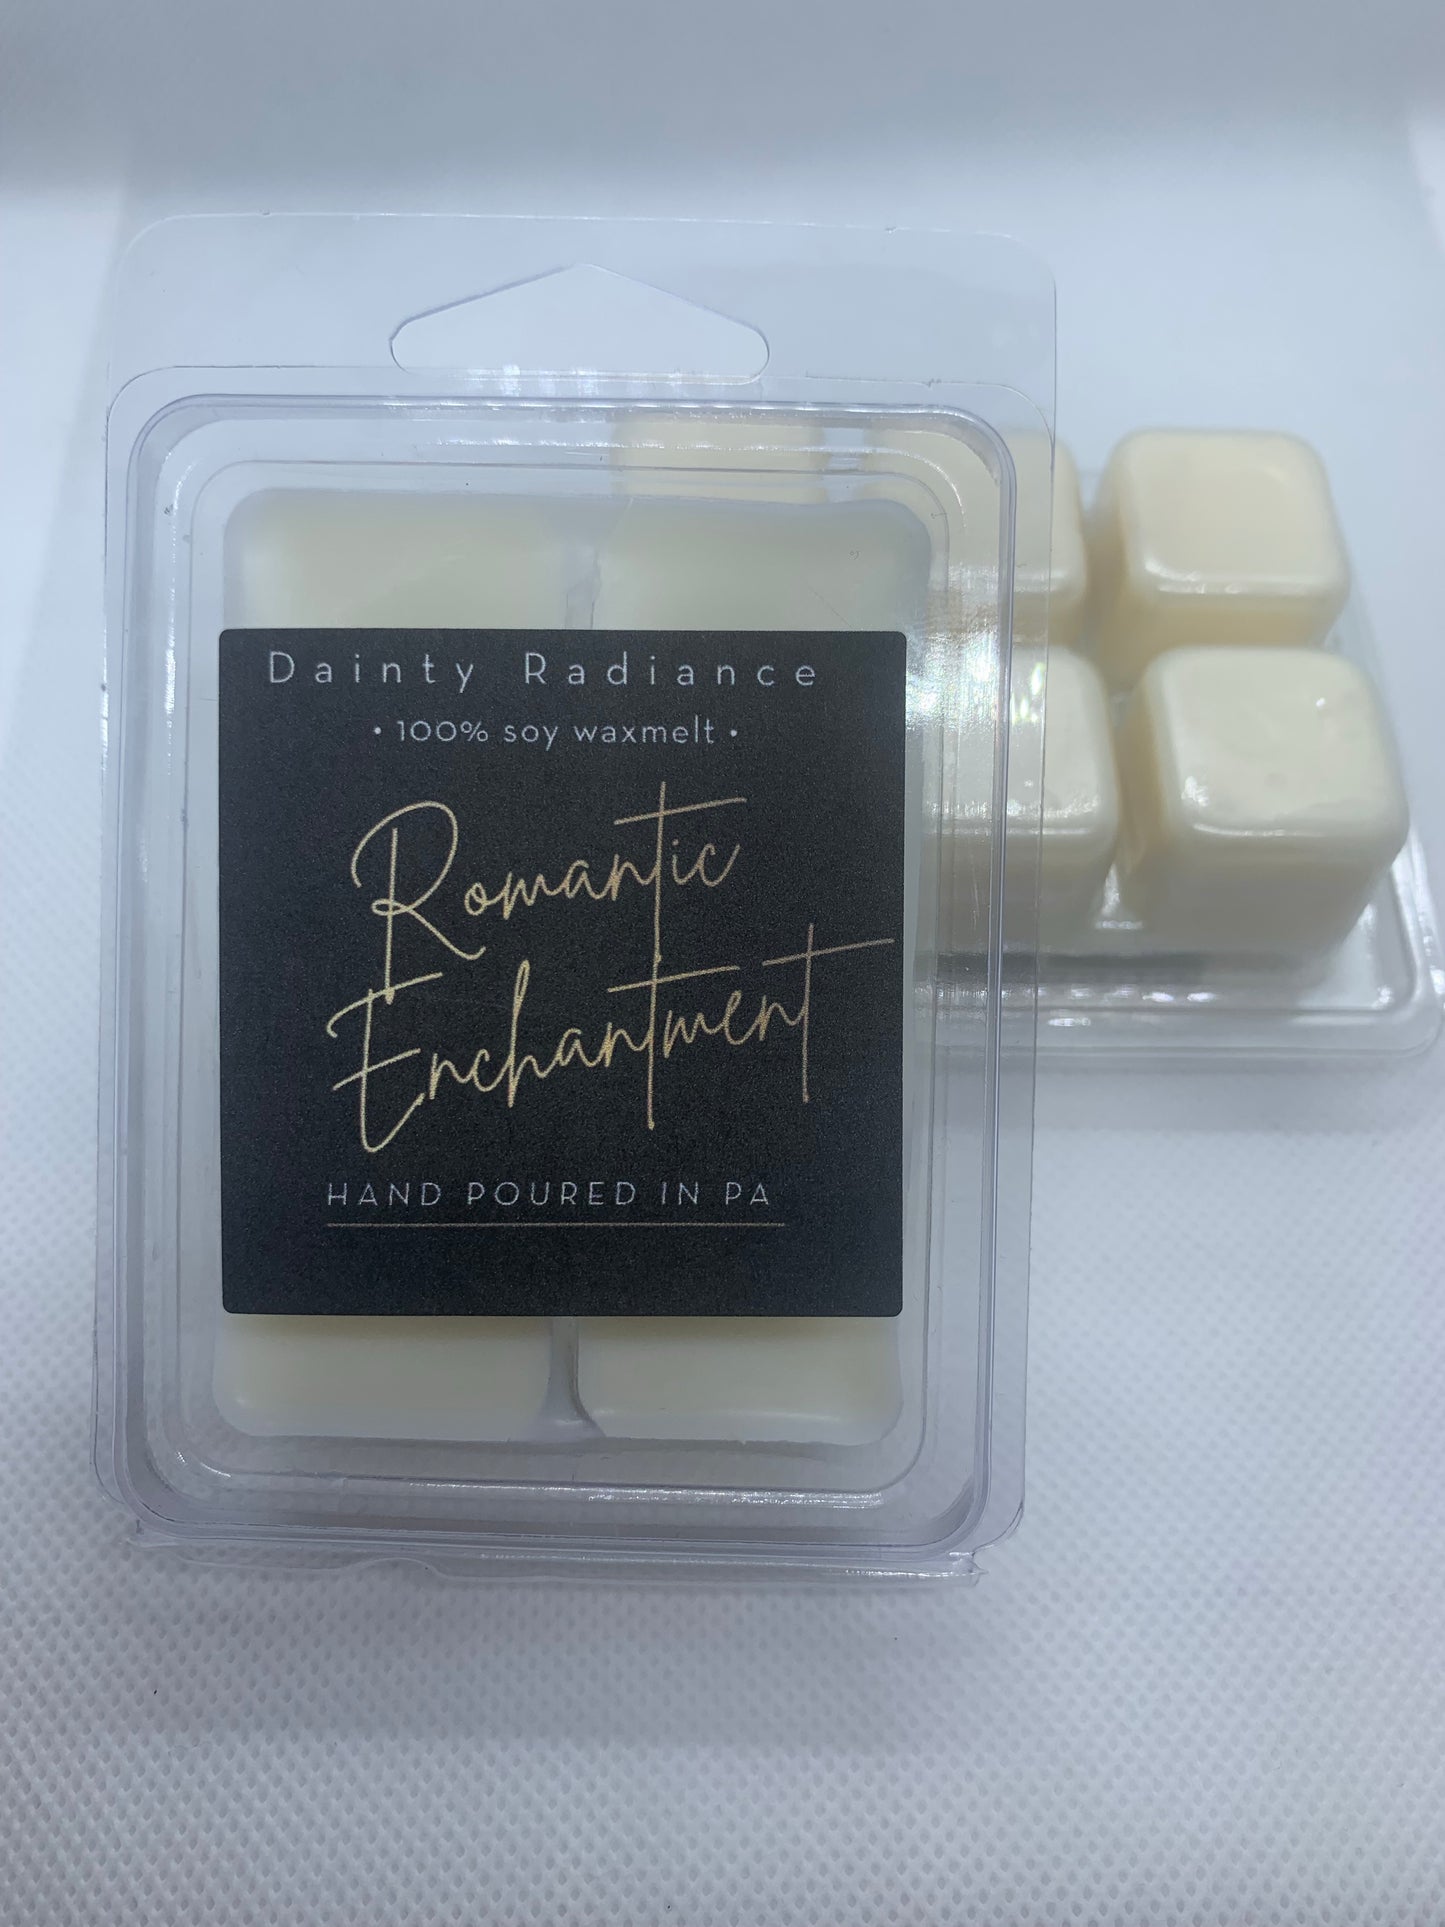 Dainty Radiance
• 100% soy waxmelt •
Romantic
Enchantment
HAND POURED IN PA